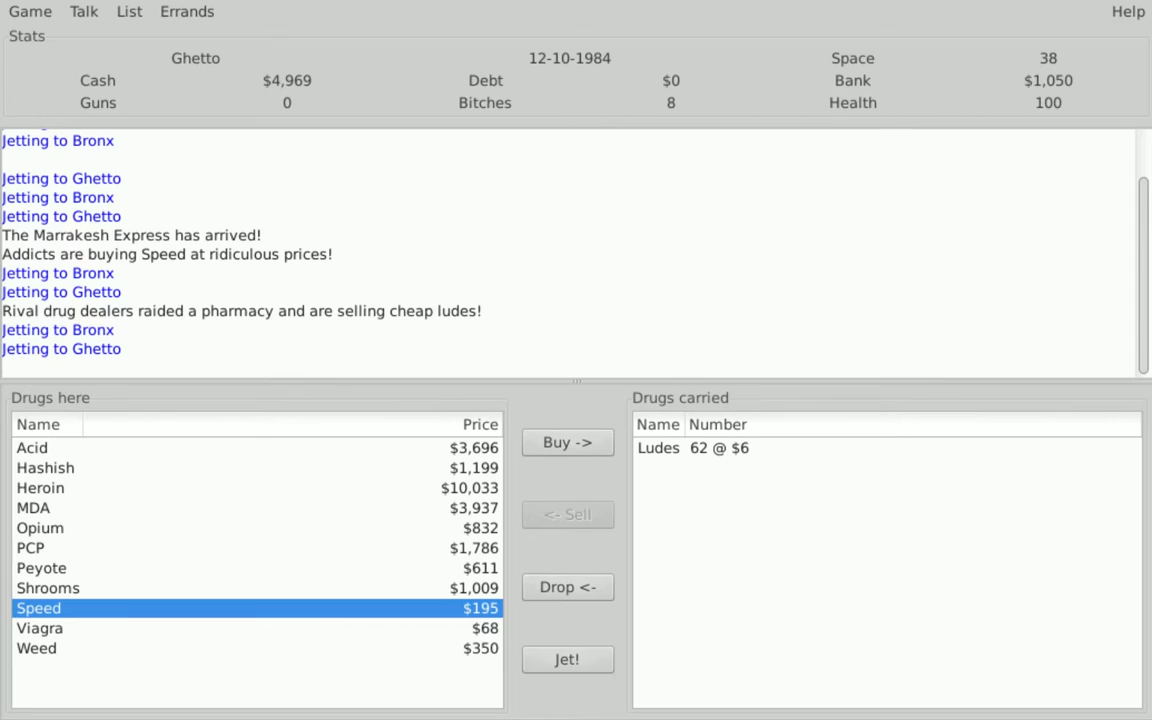 Game Talk List Errands Help
Stats
Ghetto 12-10-1984 Space 38
Cash $4,969 Debt $0 Bank $1,050
Guns 0 Bitches 8 Health 100
Jetting to Bronx
Jetting to Ghetto
Jetting to Bronx
Jetting to Ghetto
The Marrakesh Express has arrived!
Addicts are buying Speed at ridiculous prices!
Jetting to Bronx
Jetting to Ghetto
Rival drug dealers raided a pharmacy and are selling cheap ludes!
Jetting to Bronx
Jetting to Ghetto
Drugs here
Name Price
Acid $3,696
Hashish $1,199
Heroin $10,033
MDA $3,937
Opium $832
PCP $1,786
Peyote $611
Shrooms $1,009
Speed $195
Viagra $68
Weed $350
Buy ->
<- Sell
Drop <-
Jet!
Drugs carried
Name Number
Ludes 62 @ $6